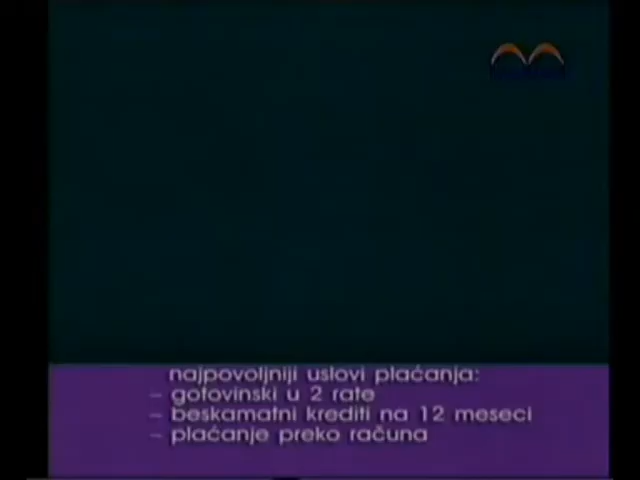 najpovoljniji uslovi plaćanja:
– gotovinski u 2 rate
– beskamatni krediti na 12 meseci
– plaćanje preko računa